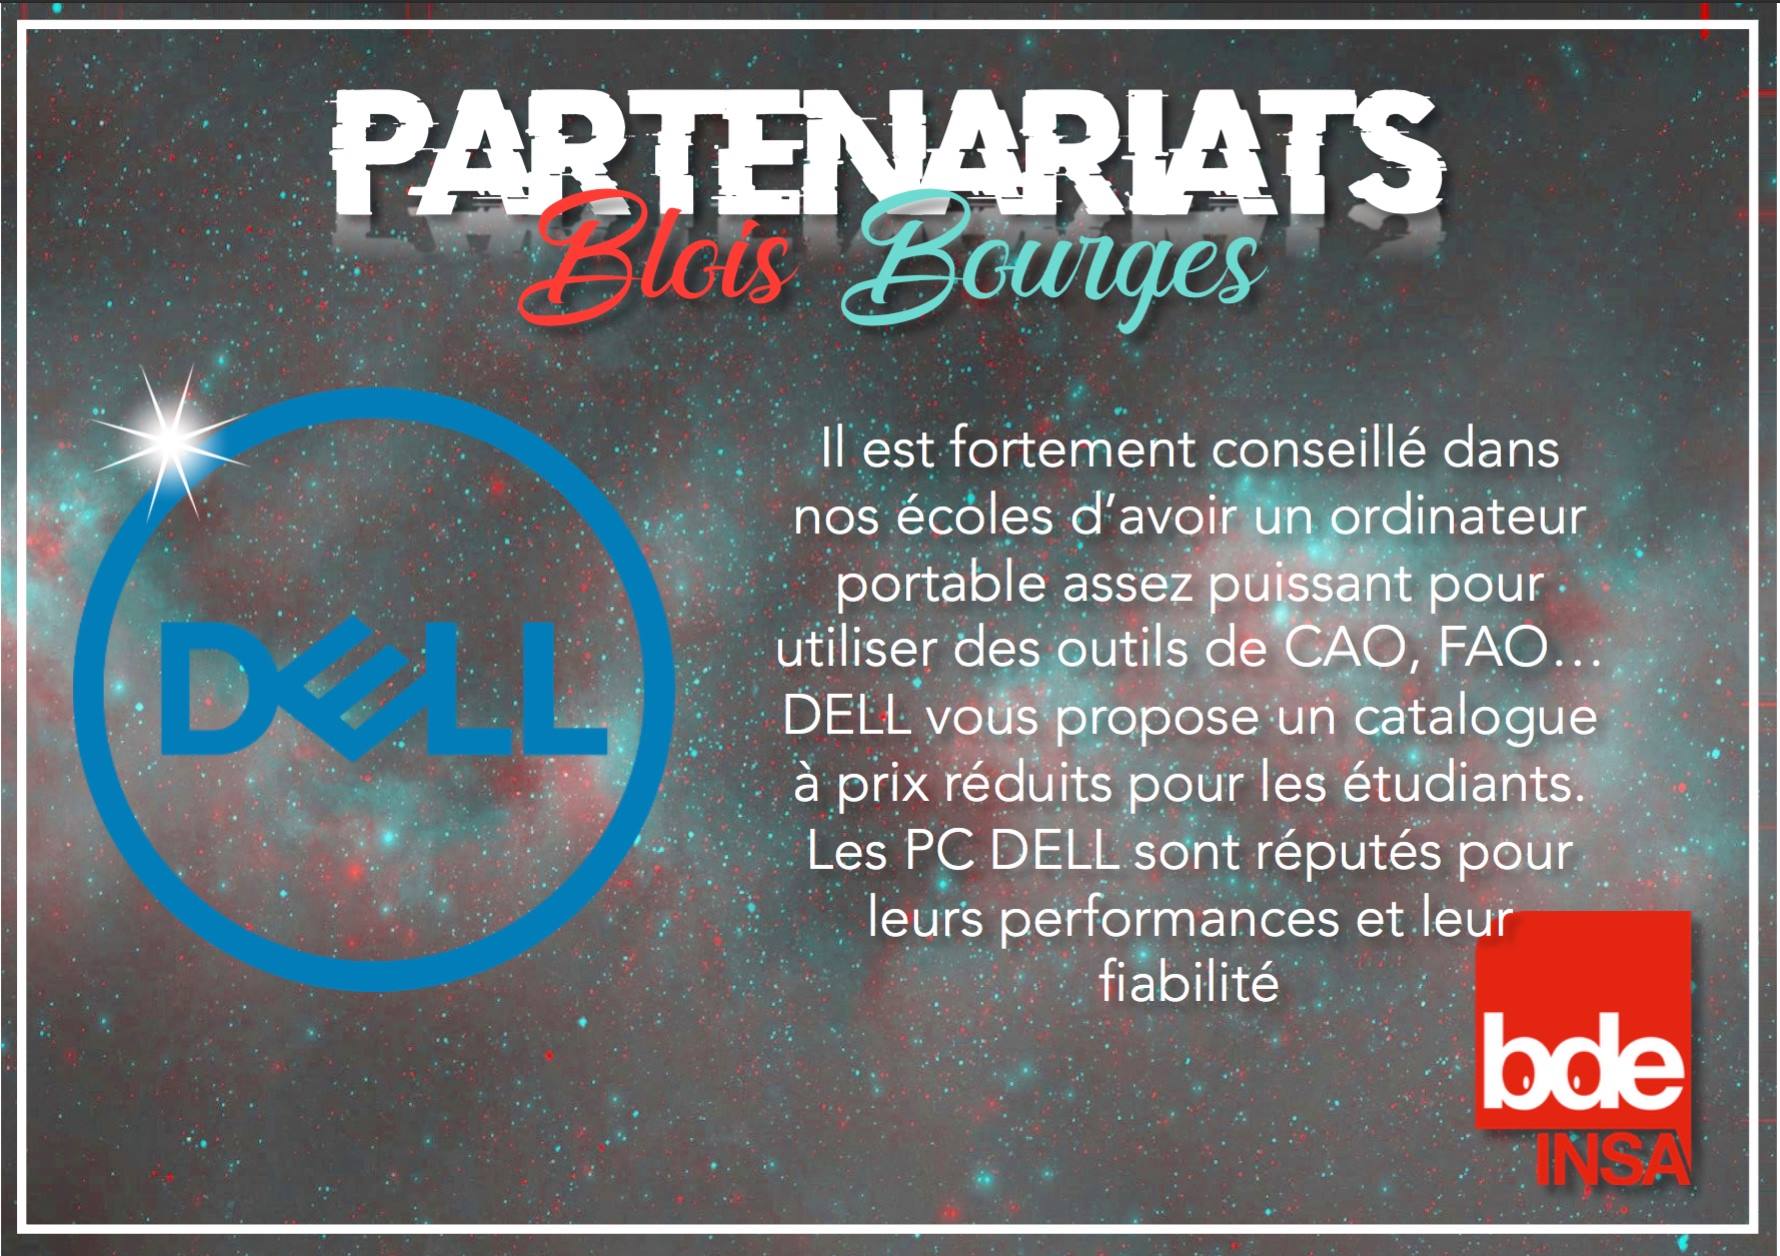 PARTENARIATS
Blois Bourges
DELL
Il est fortement conseillé dans
nos écoles d’avoir un ordinateur
portable assez puissant pour
utiliser des outils de CAO, FAO…
DELL vous propose un catalogue
à prix réduits pour les étudiants.
Les PC DELL sont réputés pour
leurs performances et leur
fiabilité
bde
INSA